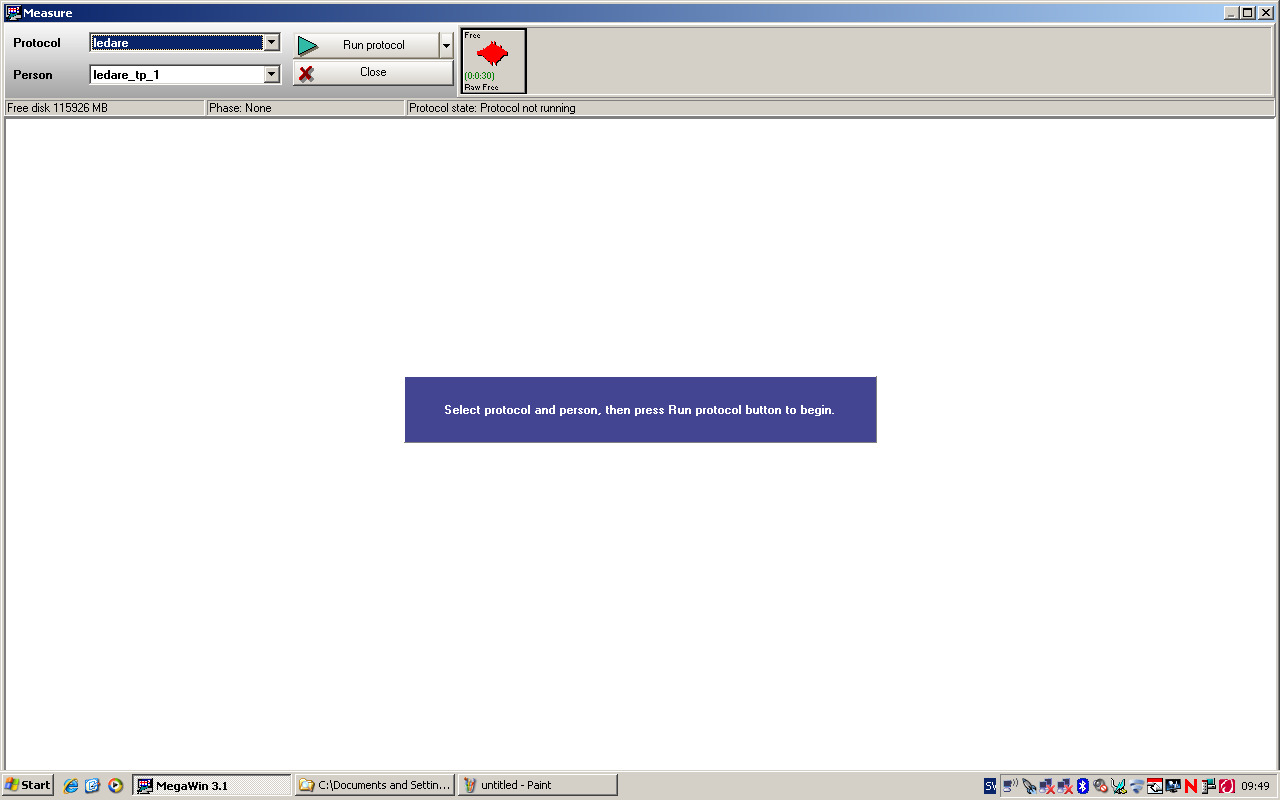 Measure
Protocol
ledare
Run protocol
Person
ledare_tp_1
Close
Free
(0:0:30)
Raw Free
Free disk 115926 MB
Phase: None
Protocol state: Protocol not running
Select protocol and person, then press Run protocol button to begin.
Start
MegaWin 3.1
C:\Documents and Settin...
untitled - Paint
SV
09:49